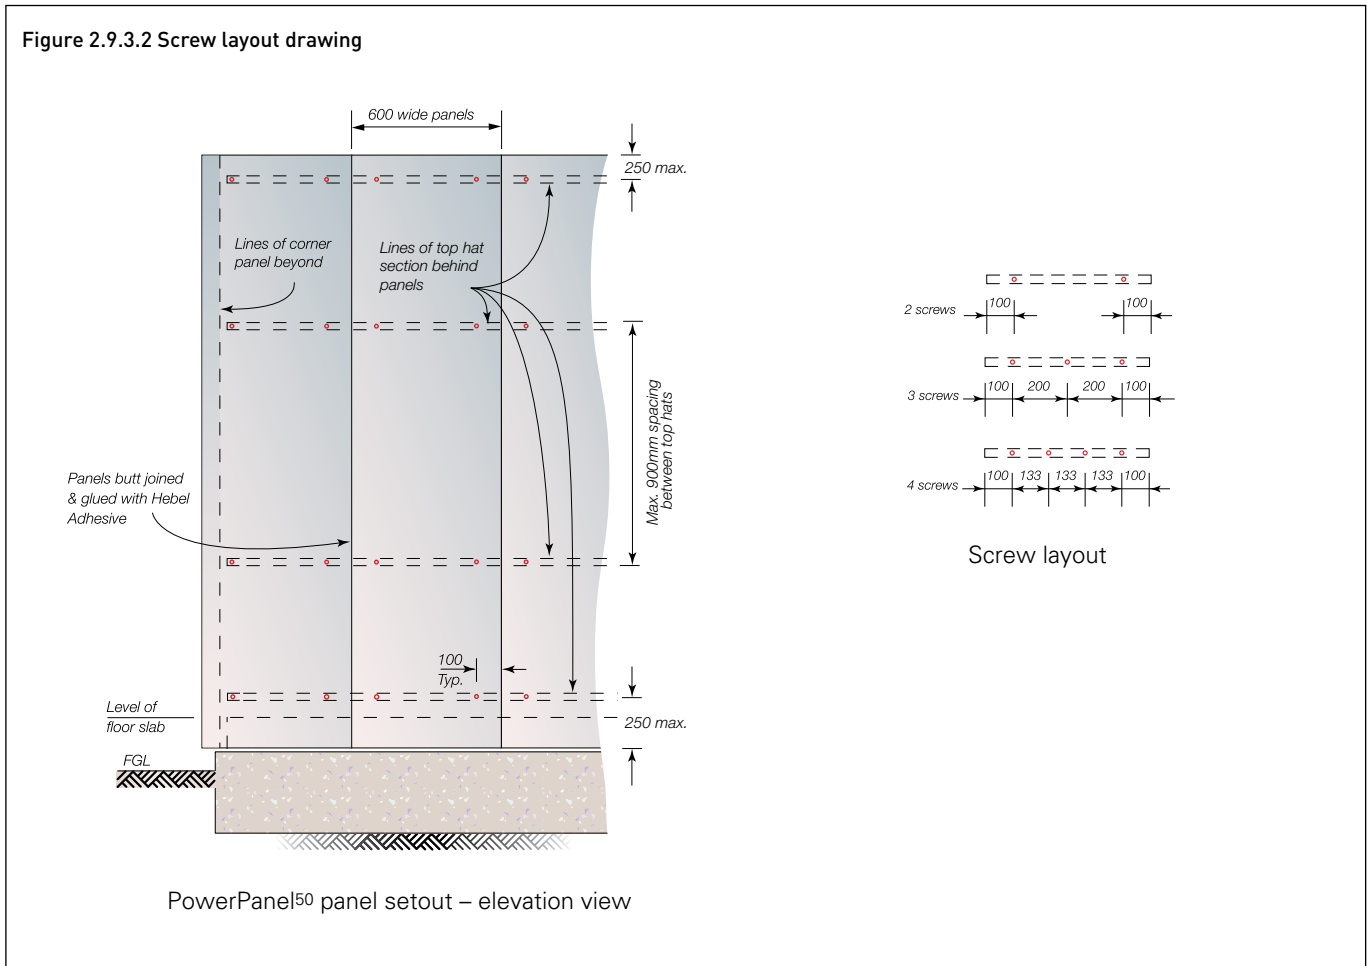 Figure 2.9.3.2 Screw layout drawing
600 wide panels
250 max.
Lines of corner
panel beyond
Lines of top hat
section behind
panels
Max. 900mm spacing
between top hats
Panels butt joined
& glued with Hebel
Adhesive
100
Typ.
Level of
floor slab
250 max.
FGL
PowerPanel50 panel setout – elevation view
2 screws
100
100
3 screws
100 200 200 100
4 screws
100 133 133 133 100
Screw layout